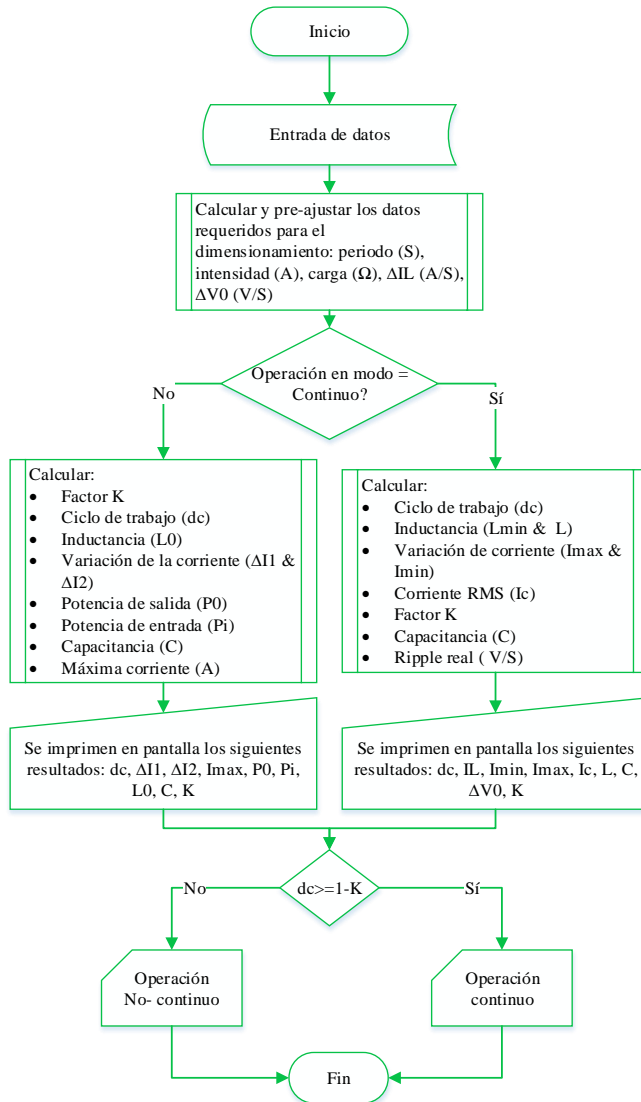 Inicio
Entrada de datos
Calcular y pre-ajustar los datos
requeridos para el
dimensionamiento: periodo (S),
intensidad (A), carga (Ω), ΔIL (A/S),
ΔV0 (V/S)
Operación en modo =
Continuo?
No
Sí
Calcular:
• Factor K
• Ciclo de trabajo (dc)
• Inductancia (L0)
• Variación de la corriente (ΔI1 &
ΔI2)
• Potencia de salida (P0)
• Potencia de entrada (Pi)
• Capacitancia (C)
• Máxima corriente (A)
Calcular:
• Ciclo de trabajo (dc)
• Inductancia (Lmin & L)
• Variación de corriente (Imax &
Imin)
• Corriente RMS (Ic)
• Factor K
• Capacitancia (C)
• Ripple real ( V/S)
Se imprimen en pantalla los siguientes
resultados: dc, ΔI1, ΔI2, Imax, P0, Pi,
L0, C, K
Se imprimen en pantalla los siguientes
resultados: dc, IL, Imin, Imax, Ic, L, C,
ΔV0, K
dc>=1-K
No
Sí
Operación
No- continuo
Operación
continuo
Fin